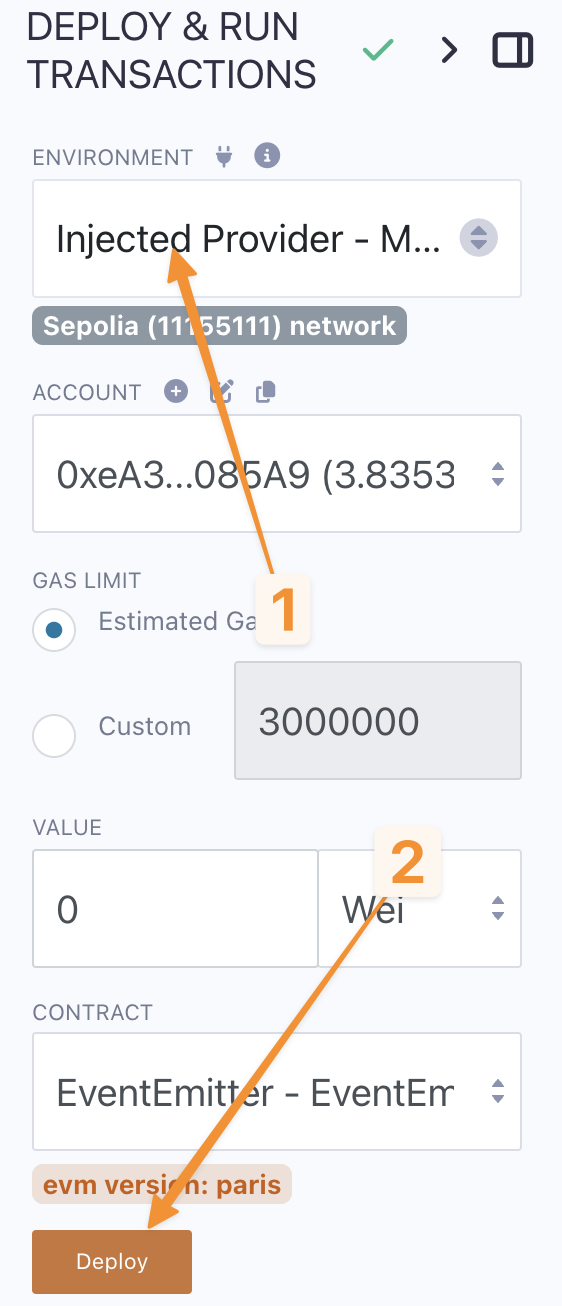 DEPLOY & RUN
TRANSACTIONS
ENVIRONMENT
Injected Provider - M...
Sepolia (11155111) network
ACCOUNT
0xeA3...085A9 (3.8353
GAS LIMIT
Estimated Ga
1
Custom
3000000
VALUE
2
0
Wei
CONTRACT
EventEmitter - EventEm
evm version: paris
Deploy